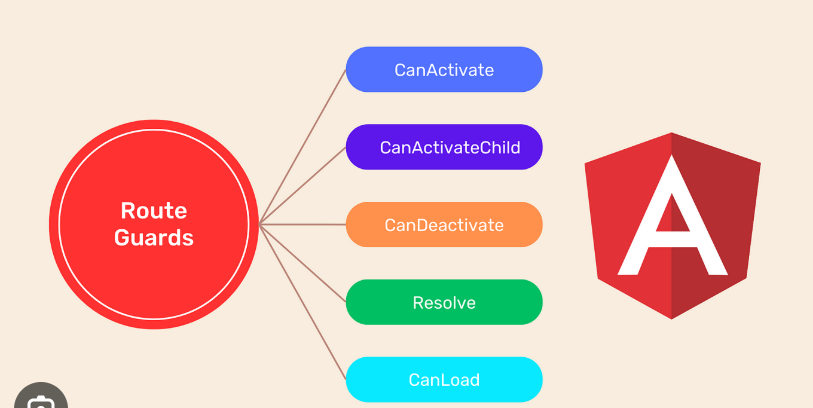 Route
Guards
CanActivate
CanActivateChild
CanDeactivate
Resolve
CanLoad
A